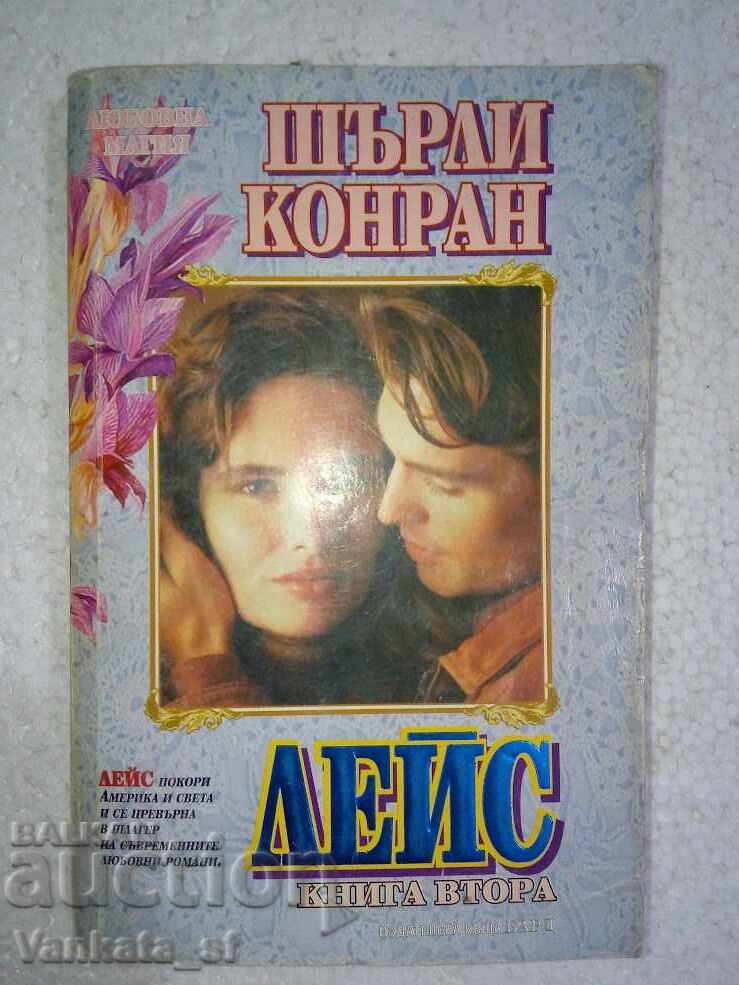 ЛЮБОВНА
МАГИЯ
ШЪРЛИ
КОНРАН
ЛЕЙС ПОКОРИ
АМЕРИКА И СВЕТА
И СЕ ПРЕВЪРНА
В ШЛАГЕР
НА СЪВРЕМЕННИТЕ
ЛЮБОВНИ РОМАНИ.
ЛЕЙС
КНИГА ВТОРА
ИЗДАТЕЛСКА КЪЩА БАРД
BALKAN
auction
Vankata_sf